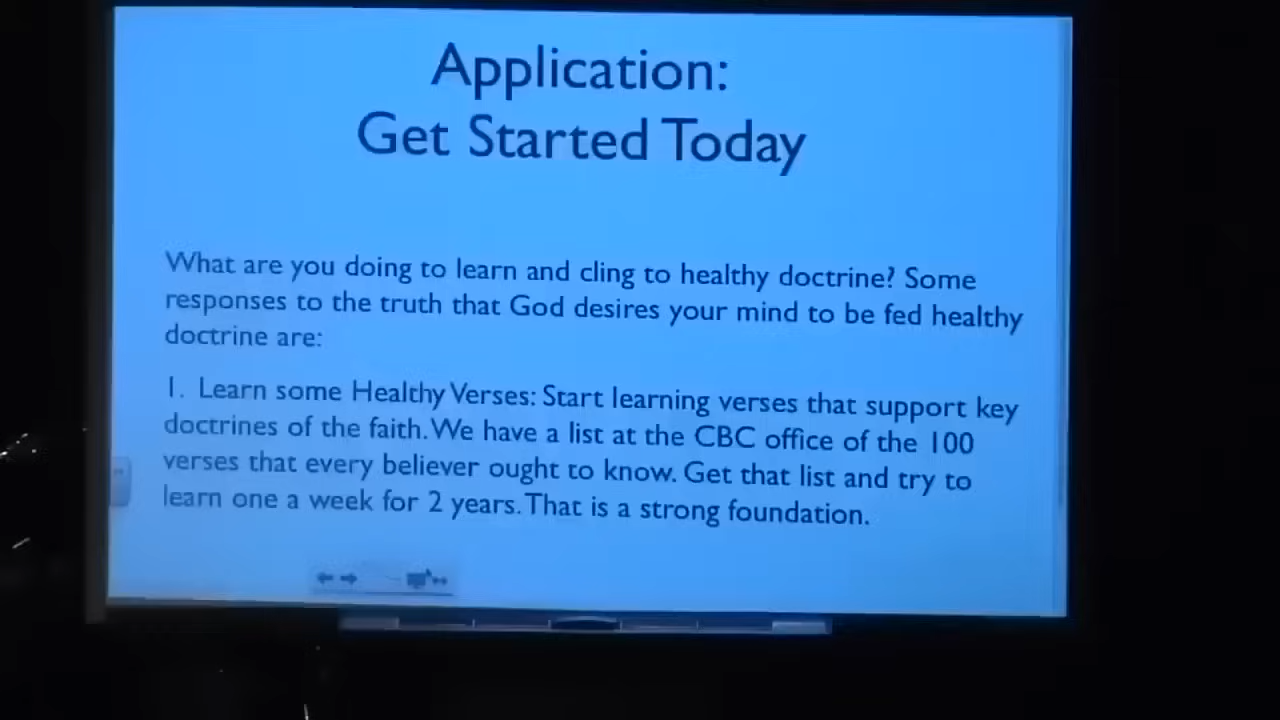 Application:
Get Started Today
What are you doing to learn and cling to healthy doctrine? Some
responses to the truth that God desires your mind to be fed healthy
doctrine are:
1. Learn some Healthy Verses: Start learning verses that support key
doctrines of the faith. We have a list at the CBC office of the 100
verses that every believer ought to know. Get that list and try to
learn one a week for 2 years. That is a strong foundation.